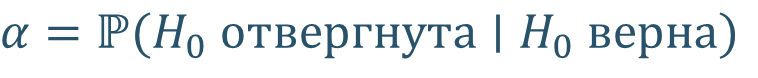 α = ℙ(H₀ отвергнута | H₀ верна)